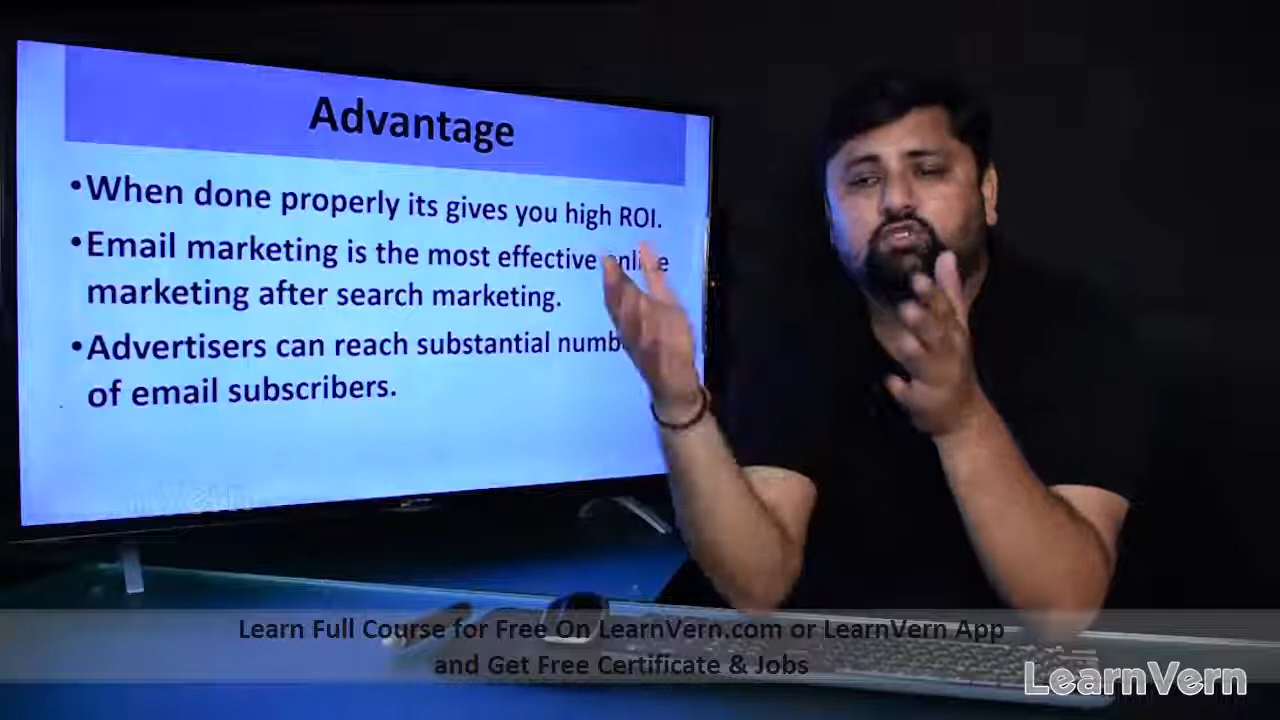 Advantage
•When done properly its gives you high ROI.
•Email marketing is the most effective online
marketing after search marketing.
•Advertisers can reach substantial
of email subscribers.
Learn Full Course for Free On LearnVern.com or LearnVern App
and Get Free Certificate & Jobs
LearnVern